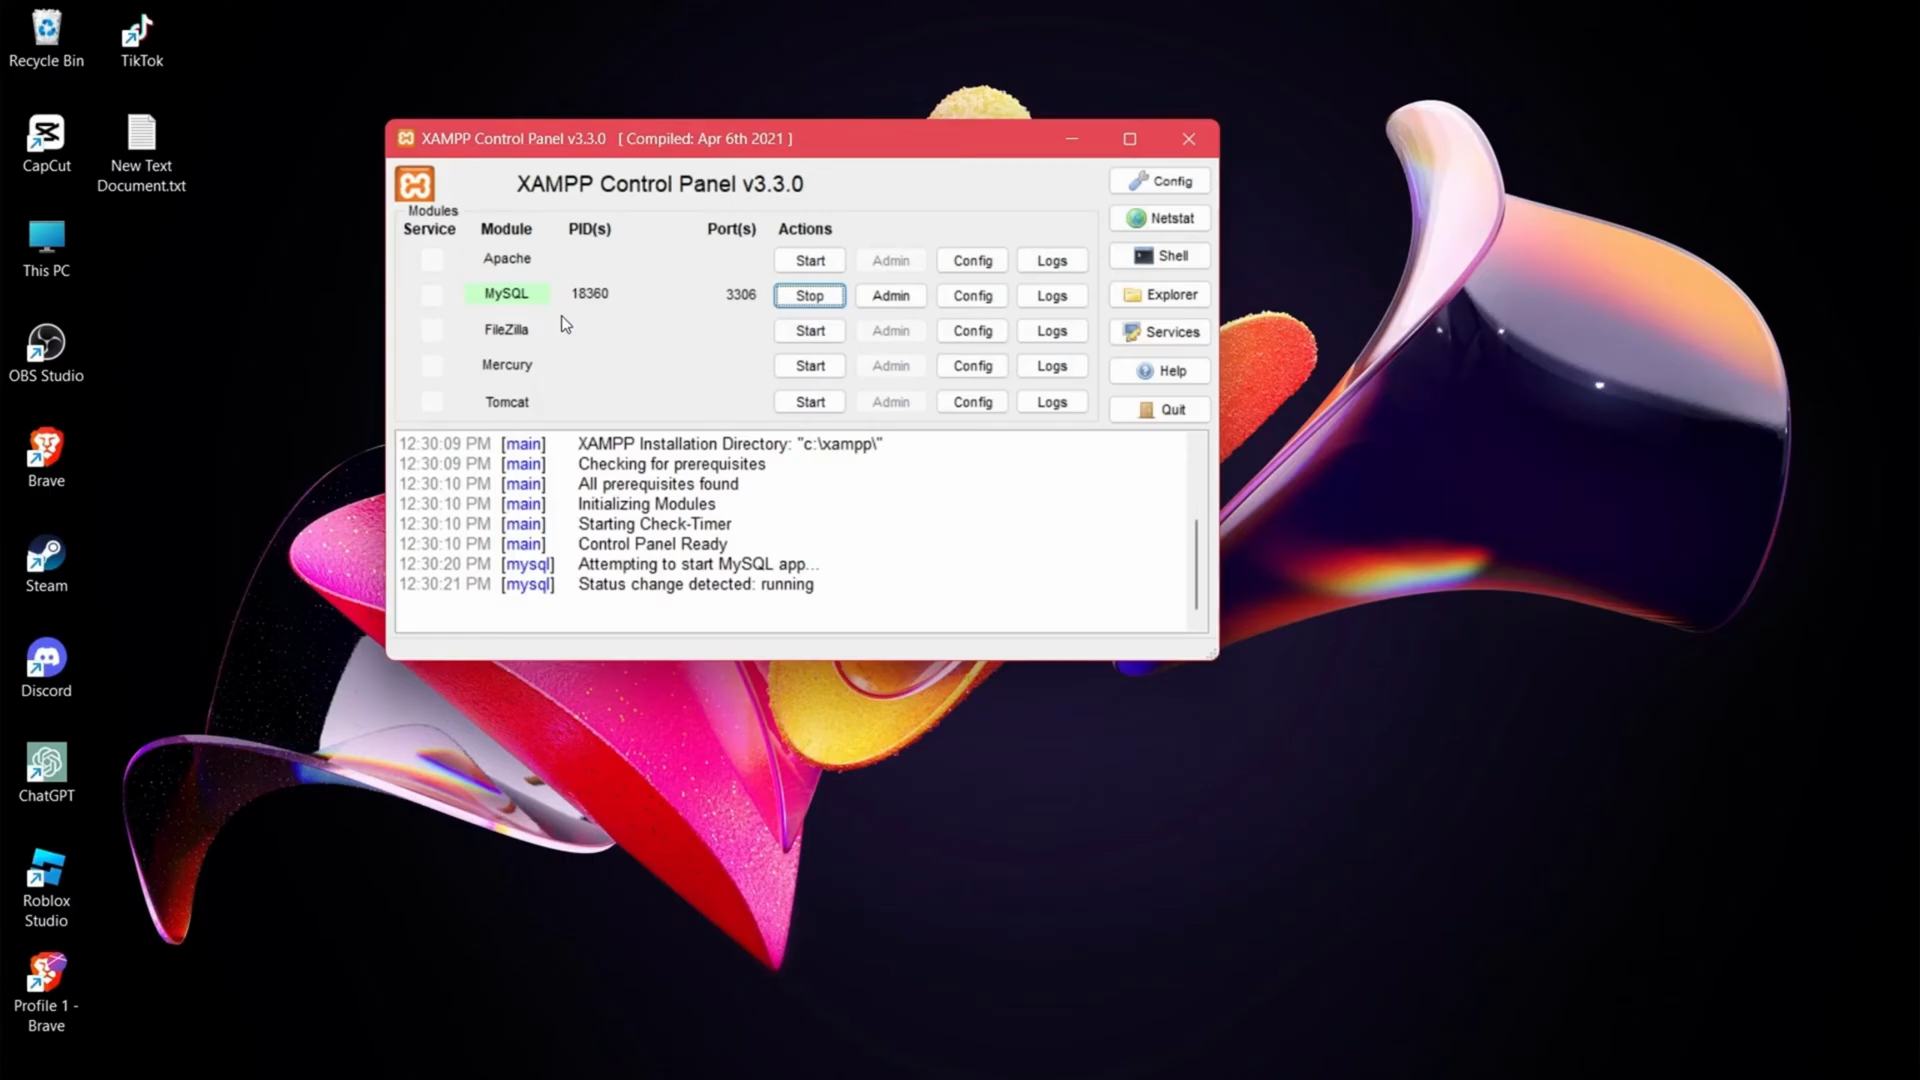 Recycle Bin
TikTok
CapCut
New Text
Document.txt
This PC
OBS Studio
Brave
Steam
Discord
ChatGPT
Roblox
Studio
Profile 1 -
Brave
XAMPP Control Panel v3.3.0 [ Compiled: Apr 6th 2021 ]
XAMPP Control Panel v3.3.0
Modules
Service Module PID(s) Port(s) Actions
Apache Start Admin Config Logs
MySQL 18360 3306 Stop Admin Config Logs
FileZilla Start Admin Config Logs
Mercury Start Admin Config Logs
Tomcat Start Admin Config Logs
Config
Netstat
Shell
Explorer
Services
Help
Quit
12:30:09 PM [main] XAMPP Installation Directory: "c:\xampp\"
12:30:09 PM [main] Checking for prerequisites
12:30:10 PM [main] All prerequisites found
12:30:10 PM [main] Initializing Modules
12:30:10 PM [main] Starting Check-Timer
12:30:10 PM [main] Control Panel Ready
12:30:20 PM [mysql] Attempting to start MySQL app...
12:30:21 PM [mysql] Status change detected: running